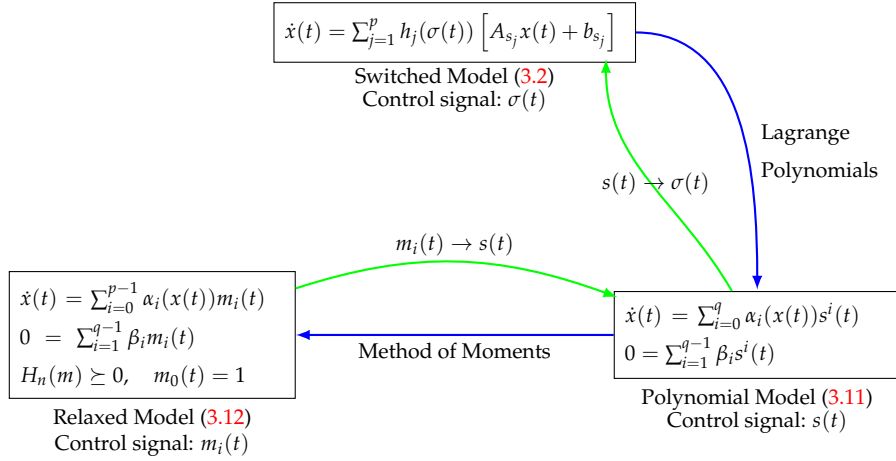 ẋ(t) = ∑_{j=1}^{p} h_j(σ(t)) [A_{s_j} x(t) + b_{s_j}]
Switched Model (3.2)
Control signal: σ(t)
Lagrange
Polynomials
s(t) → σ(t)
m_i(t) → s(t)
ẋ(t) = ∑_{i=0}^{p−1} α_i(x(t))m_i(t)
0 = ∑_{i=1}^{q−1} β_i m_i(t)
H_n(m) ⪰ 0, m_0(t) = 1
Relaxed Model (3.12)
Control signal: m_i(t)
Method of Moments
ẋ(t) = ∑_{i=0}^{q} α_i(x(t))s^i(t)
0 = ∑_{i=1}^{q−1} β_i s^i(t)
Polynomial Model (3.11)
Control signal: s(t)